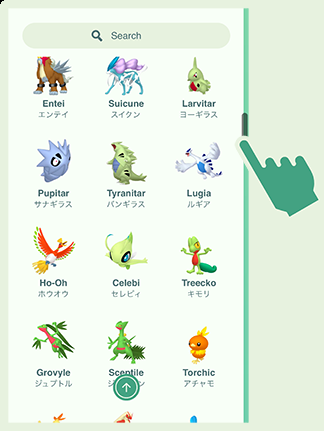 Search
Entei
エンテイ
Suicune
スイクン
Larvitar
ヨーギラス
Pupitar
サナギラス
Tyranitar
バンギラス
Lugia
ルギア
Ho-Oh
ホウオウ
Celebi
セレビィ
Treecko
キモリ
Grovyle
ジュプトル
Sceptile
Torchic
アチャモ